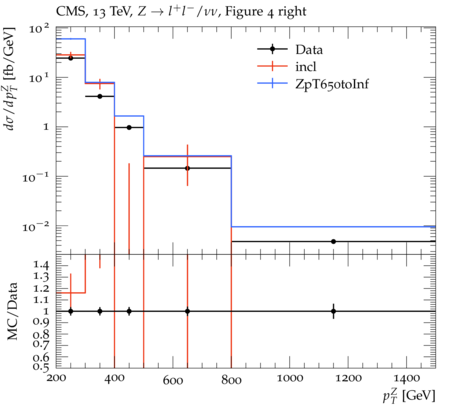 CMS, 13 TeV, Z → l⁺l⁻/νν, Figure 4 right
dσ/dp_T^Z [fb/GeV]
10²
10¹
1
10⁻¹
10⁻²
Data
incl
ZpT650toInf
MC/Data
1.4
1.3
1.2
1.1
1
0.9
0.8
0.7
0.6
0.5
200 400 600 800 1000 1200 1400
p_T^Z [GeV]